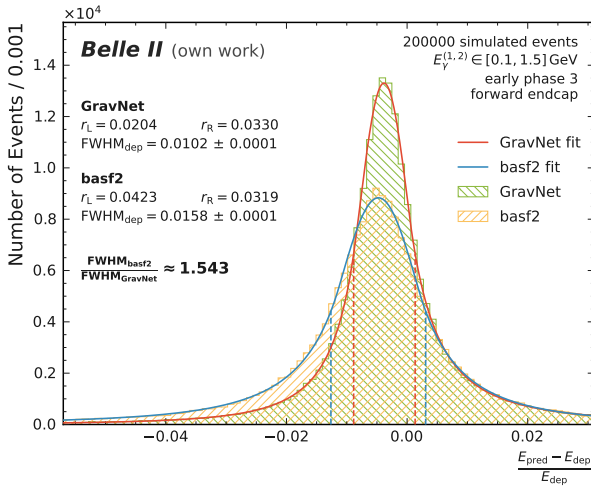 ×10⁴
Belle II (own work)
200000 simulated events
E_γ^(1,2) ∈ [0.1, 1.5] GeV
early phase 3
forward endcap
GravNet
r_L = 0.0204 r_R = 0.0330
FWHM_dep = 0.0102 ± 0.0001
basf2
r_L = 0.0423 r_R = 0.0319
FWHM_dep = 0.0158 ± 0.0001
FWHM_basf2 / FWHM_GravNet ≈ 1.543
GravNet fit
basf2 fit
GravNet
basf2
Number of Events / 0.001
1.4
1.2
1.0
0.8
0.6
0.4
0.2
0.0
−0.04 −0.02 0.00 0.02
E_pred − E_dep
E_dep